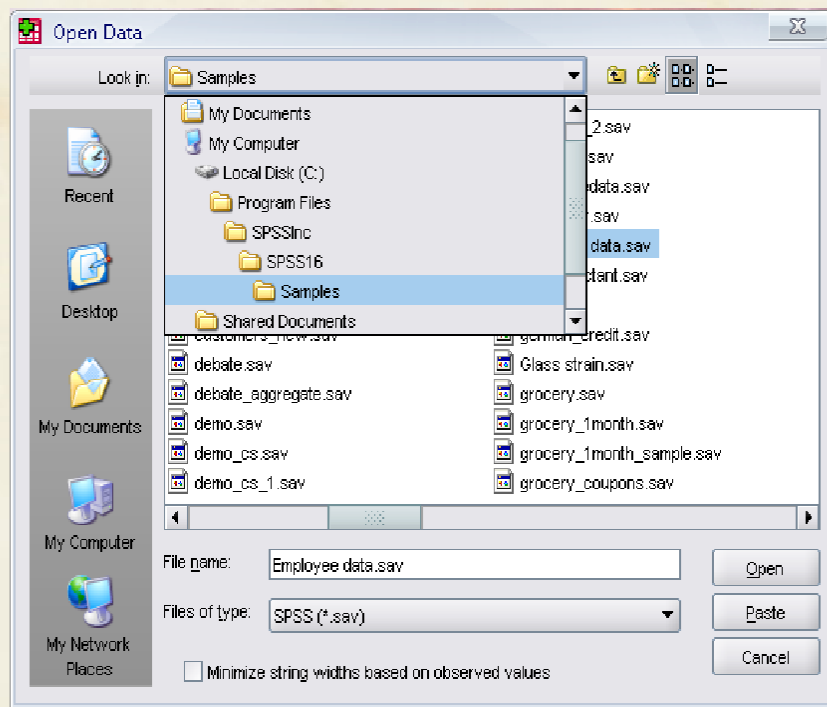 Open Data
Look in:
Samples
My Documents
My Computer
Local Disk (C:)
Program Files
SPSSInc
SPSS16
Samples
Shared Documents
Recent
Desktop
My Documents
My Computer
My Network
Places
debate.sav
debate_aggregate.sav
demo.sav
demo_cs.sav
demo_cs_1.sav
_2.sav
sav
data.sav
.sav
data.sav
ctant.sav
german_credit.sav
Glass strain.sav
grocery.sav
grocery_1month.sav
grocery_1month_sample.sav
grocery_coupons.sav
File name:
Employee data.sav
Open
Files of type:
SPSS (*.sav)
Paste
Minimize string widths based on observed values
Cancel